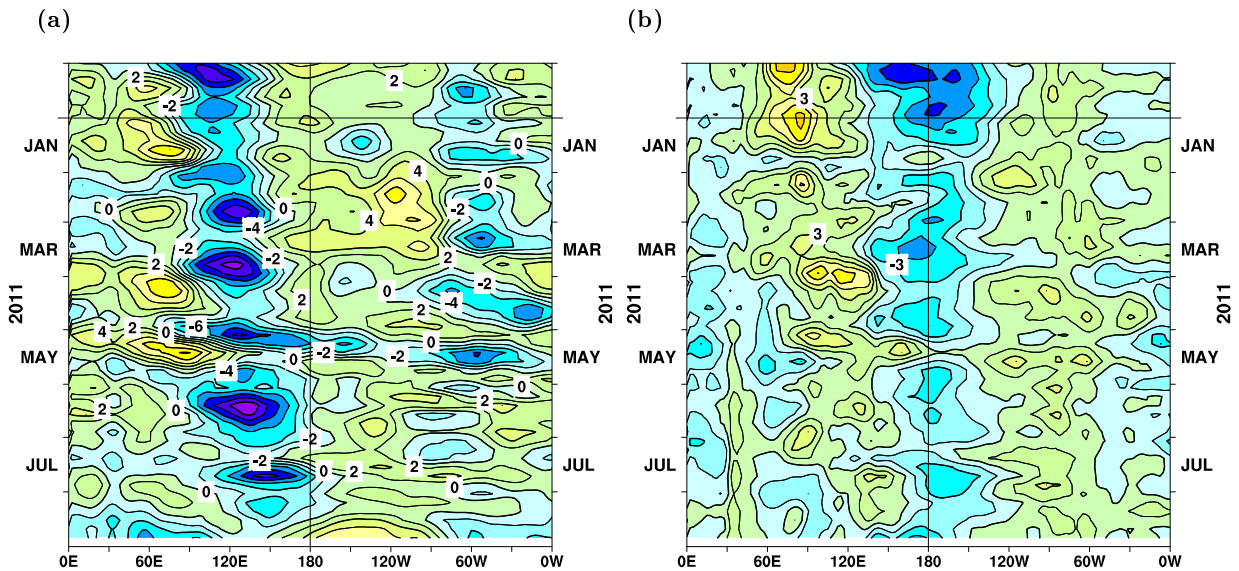 (a) (b)
2 2
-2 3
JAN 0 JAN JAN JAN
4 0
0 0 4 -2
-4
MAR -2 -2 MAR MAR 3 MAR
2 2 -3
0 -2
2 2 -4
2011 2011 2011 2011
4 2 0 -6 0
MAY 0 -2 -2 MAY MAY MAY
-4 0
2 0 2
-2
JUL -2 0 2 2 JUL JUL JUL
0 0
0E 60E 120E 180 120W 60W 0W 0E 60E 120E 180 120W 60W 0W